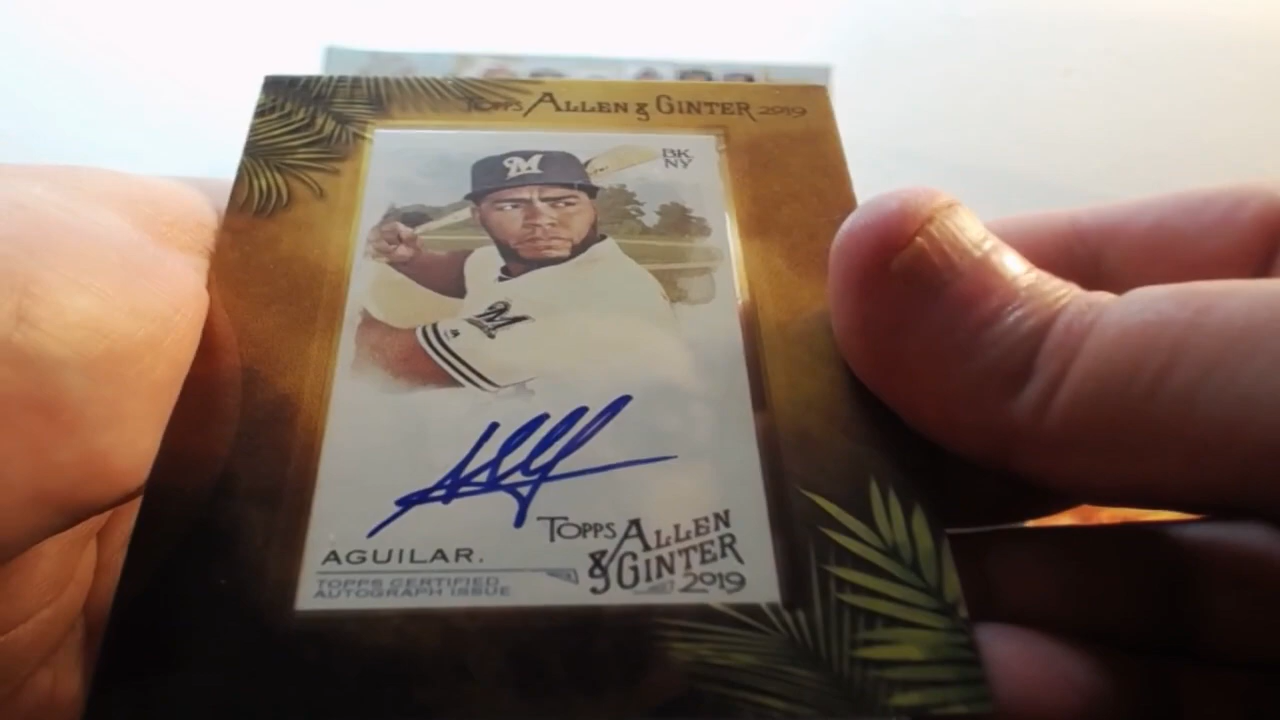 TOPPS ALLEN & GINTER 2019
M
BK
NY
M
TOPPS ALLEN
& GINTER
2019
AGUILAR.
TOPPS CERTIFIED
AUTOGRAPH ISSUE